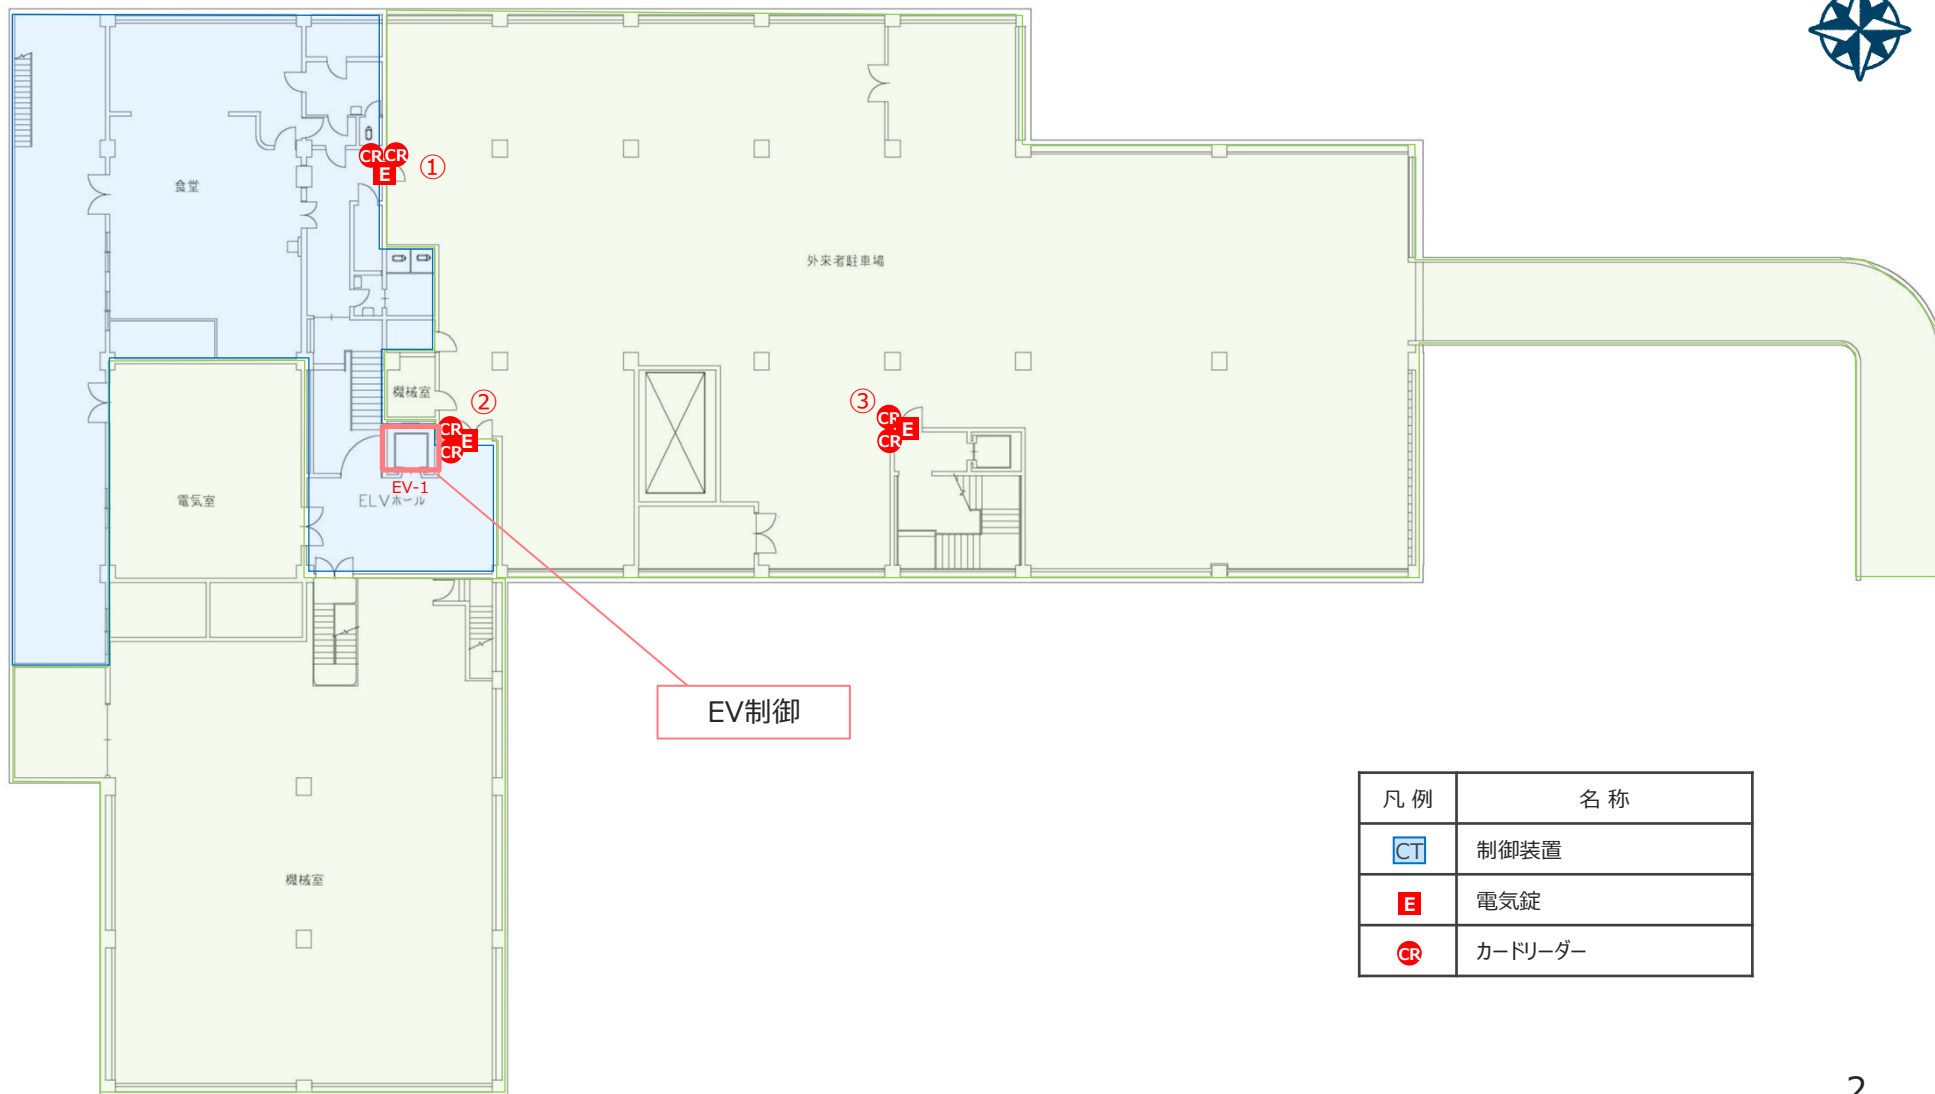 CR CR
E
①
食堂
外来者駐車場
機械室
②
CR
E
CR
③
CR
E
CR
EV-1
ELVホール
電気室
EV制御
機械室
凡 例 名 称
CT 制御装置
E 電気錠
CR カードリーダー
2